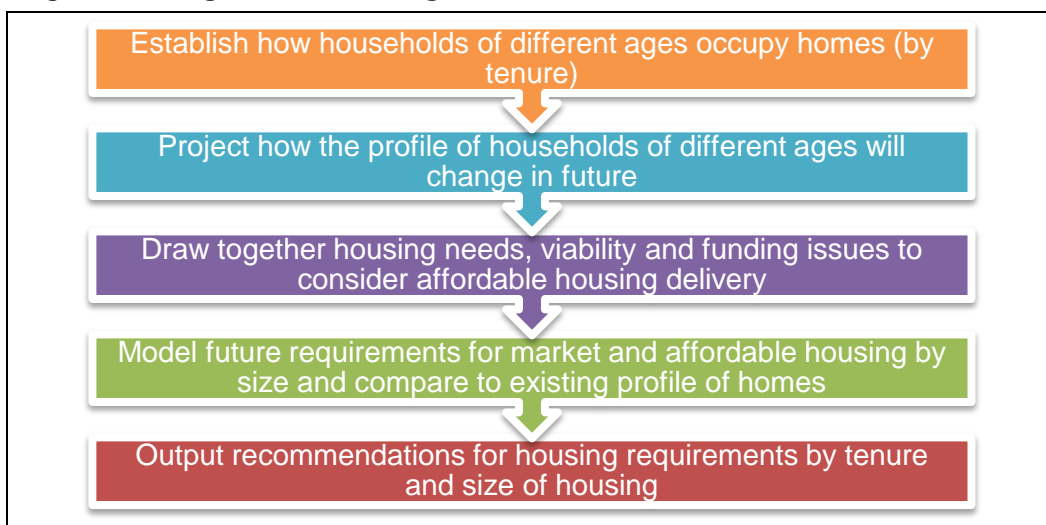 Establish how households of different ages occupy homes (by
tenure)
Project how the profile of households of different ages will
change in future
Draw together housing needs, viability and funding issues to
consider affordable housing delivery
Model future requirements for market and affordable housing by
size and compare to existing profile of homes
Output recommendations for housing requirements by tenure
and size of housing